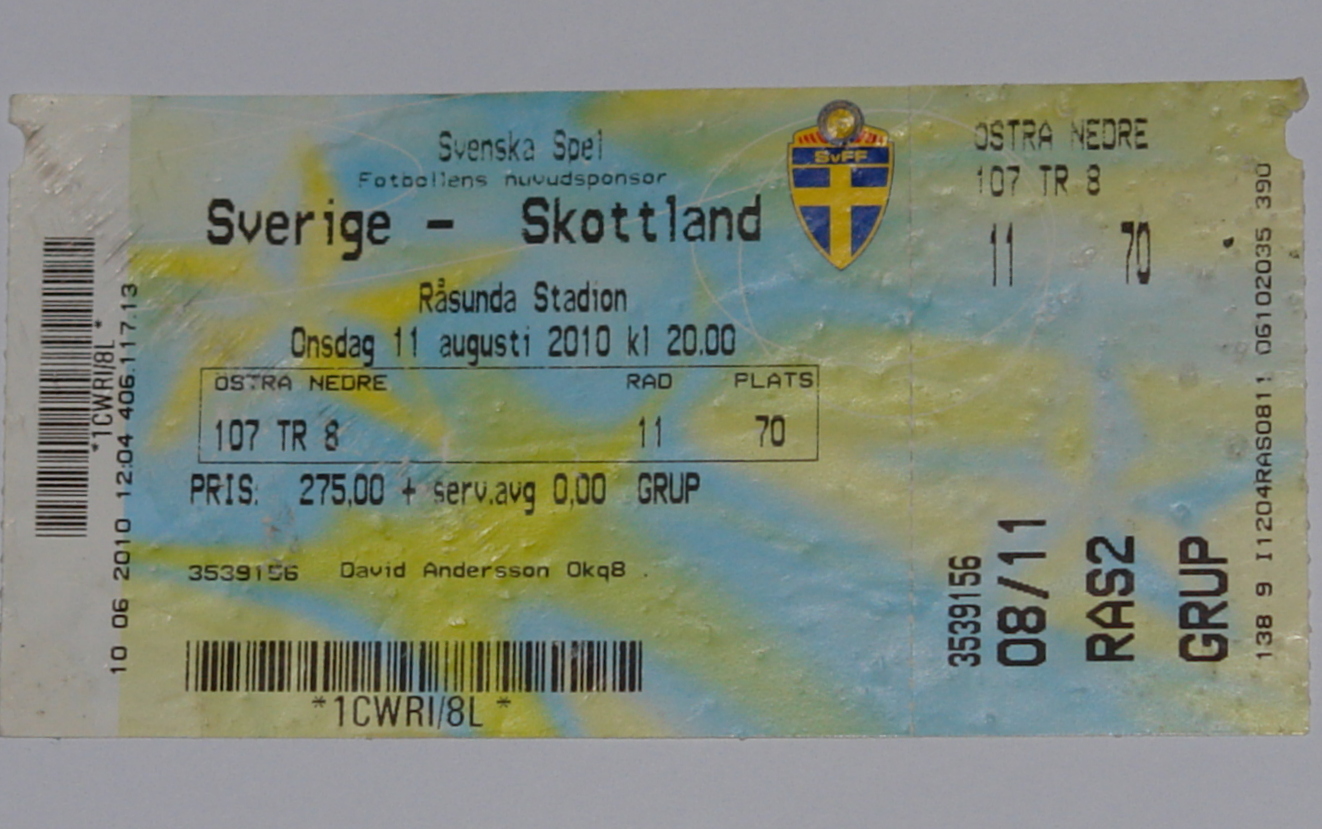 Svenska Spel
Fotbollens huvudsponsor
Sverige - Skottland
SvFF
Råsunda Stadion
Onsdag 11 augusti 2010 kl 20.00
OSTRA NEDRE RAD PLATS
107 TR 8 11 70
PRIS: 275,00 + serv.avg 0,00 GRUP
3539156 David Andersson Okq8 .
*1CWRI/8L *
*1CWRI/8L *
10 06 2010 12:04 406.117.13
OSTRA NEDRE
107 TR 8
11 70
3539156
08/11
RAS2
GRUP
138 9 I1204RAS0811 06102035 390